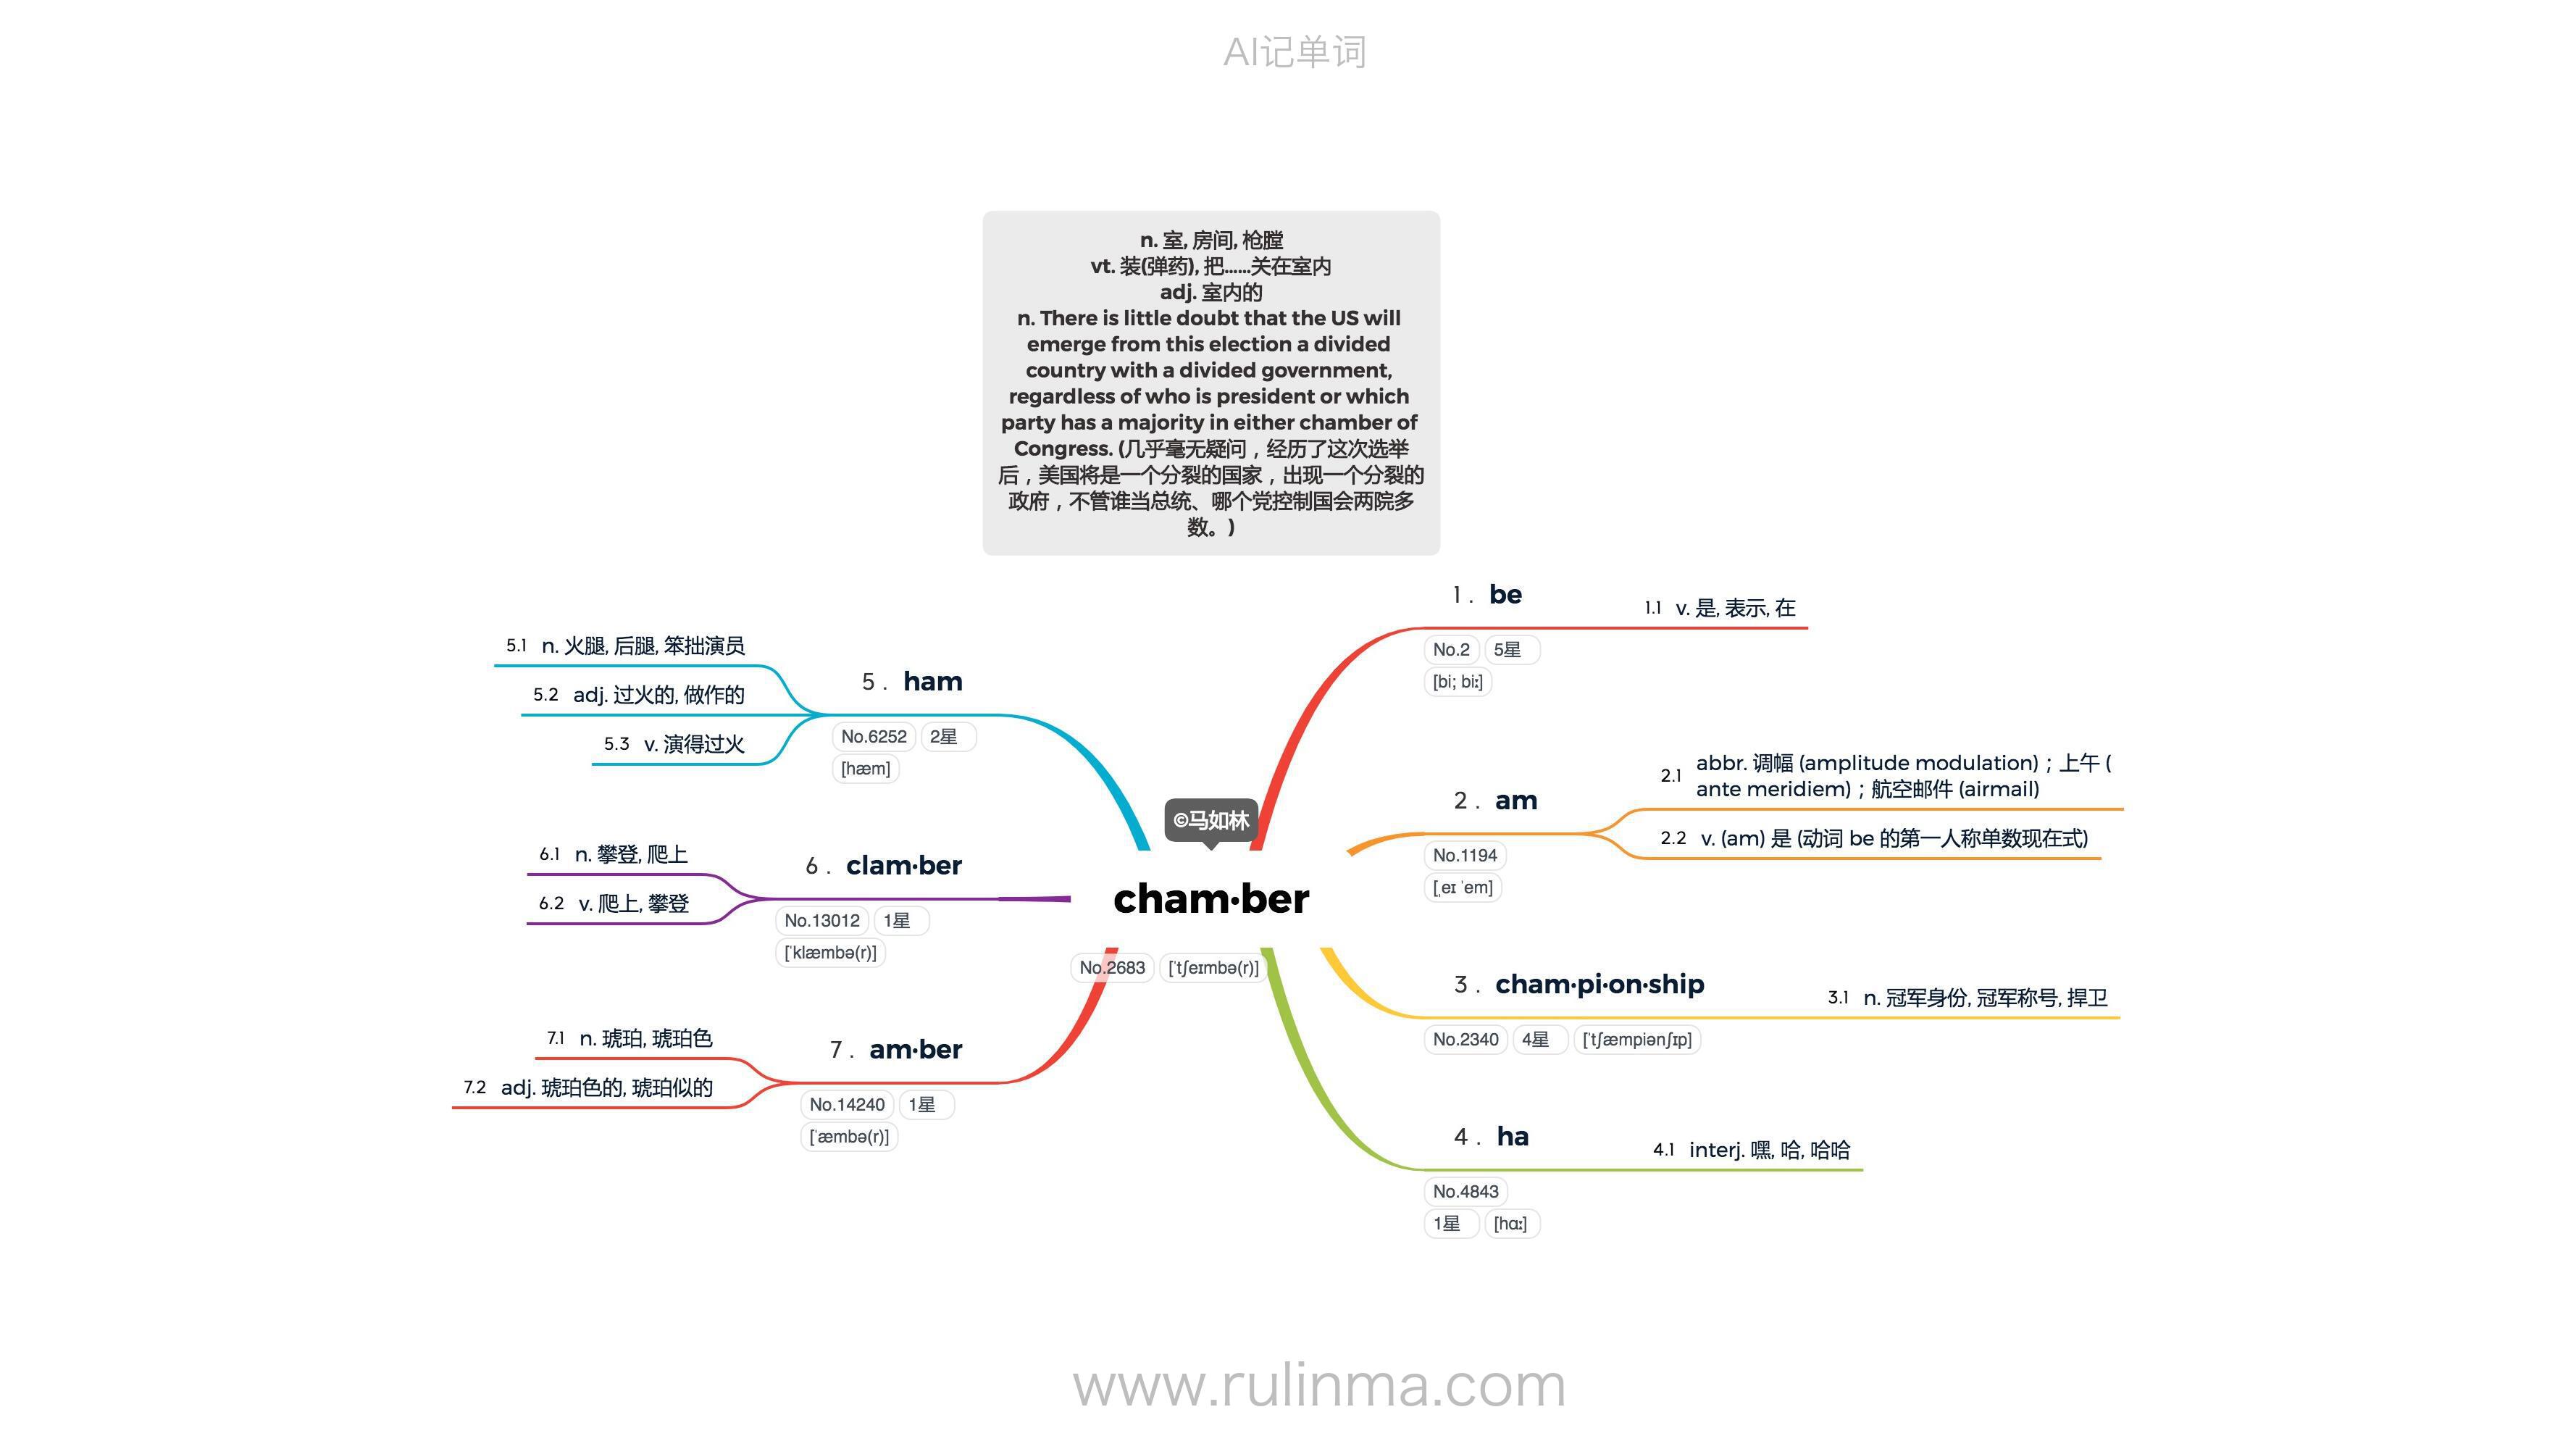 AI记单词
n. 室, 房间, 枪膛
vt. 装(弹药), 把......关在室内
adj. 室内的
n. There is little doubt that the US will
emerge from this election a divided
country with a divided government,
regardless of who is president or which
party has a majority in either chamber of
Congress. (几乎毫无疑问，经历了这次选举
后，美国将是一个分裂的国家，出现一个分裂的
政府，不管谁当总统、哪个党控制国会两院多
数。)
©马如林
cham·ber
No.2683 [ˈtʃeɪmbə(r)]
1 . be
No.2 5星
[bi; biː]
1.1 v. 是, 表示, 在
2 . am
No.1194
[ˌeɪ ˈem]
2.1 abbr. 调幅 (amplitude modulation)；上午 (
ante meridiem)；航空邮件 (airmail)
2.2 v. (am) 是 (动词 be 的第一人称单数现在式)
3 . cham·pi·on·ship
No.2340 4星 [ˈtʃæmpiənʃɪp]
3.1 n. 冠军身份, 冠军称号, 捍卫
4 . ha
No.4843
1星 [hɑː]
4.1 interj. 嘿, 哈, 哈哈
5 . ham
No.6252 2星
[hæm]
5.1 n. 火腿, 后腿, 笨拙演员
5.2 adj. 过火的, 做作的
5.3 v. 演得过火
6 . clam·ber
No.13012 1星
[ˈklæmbə(r)]
6.1 n. 攀登, 爬上
6.2 v. 爬上, 攀登
7 . am·ber
No.14240 1星
[ˈæmbə(r)]
7.1 n. 琥珀, 琥珀色
7.2 adj. 琥珀色的, 琥珀似的
www.rulinma.com